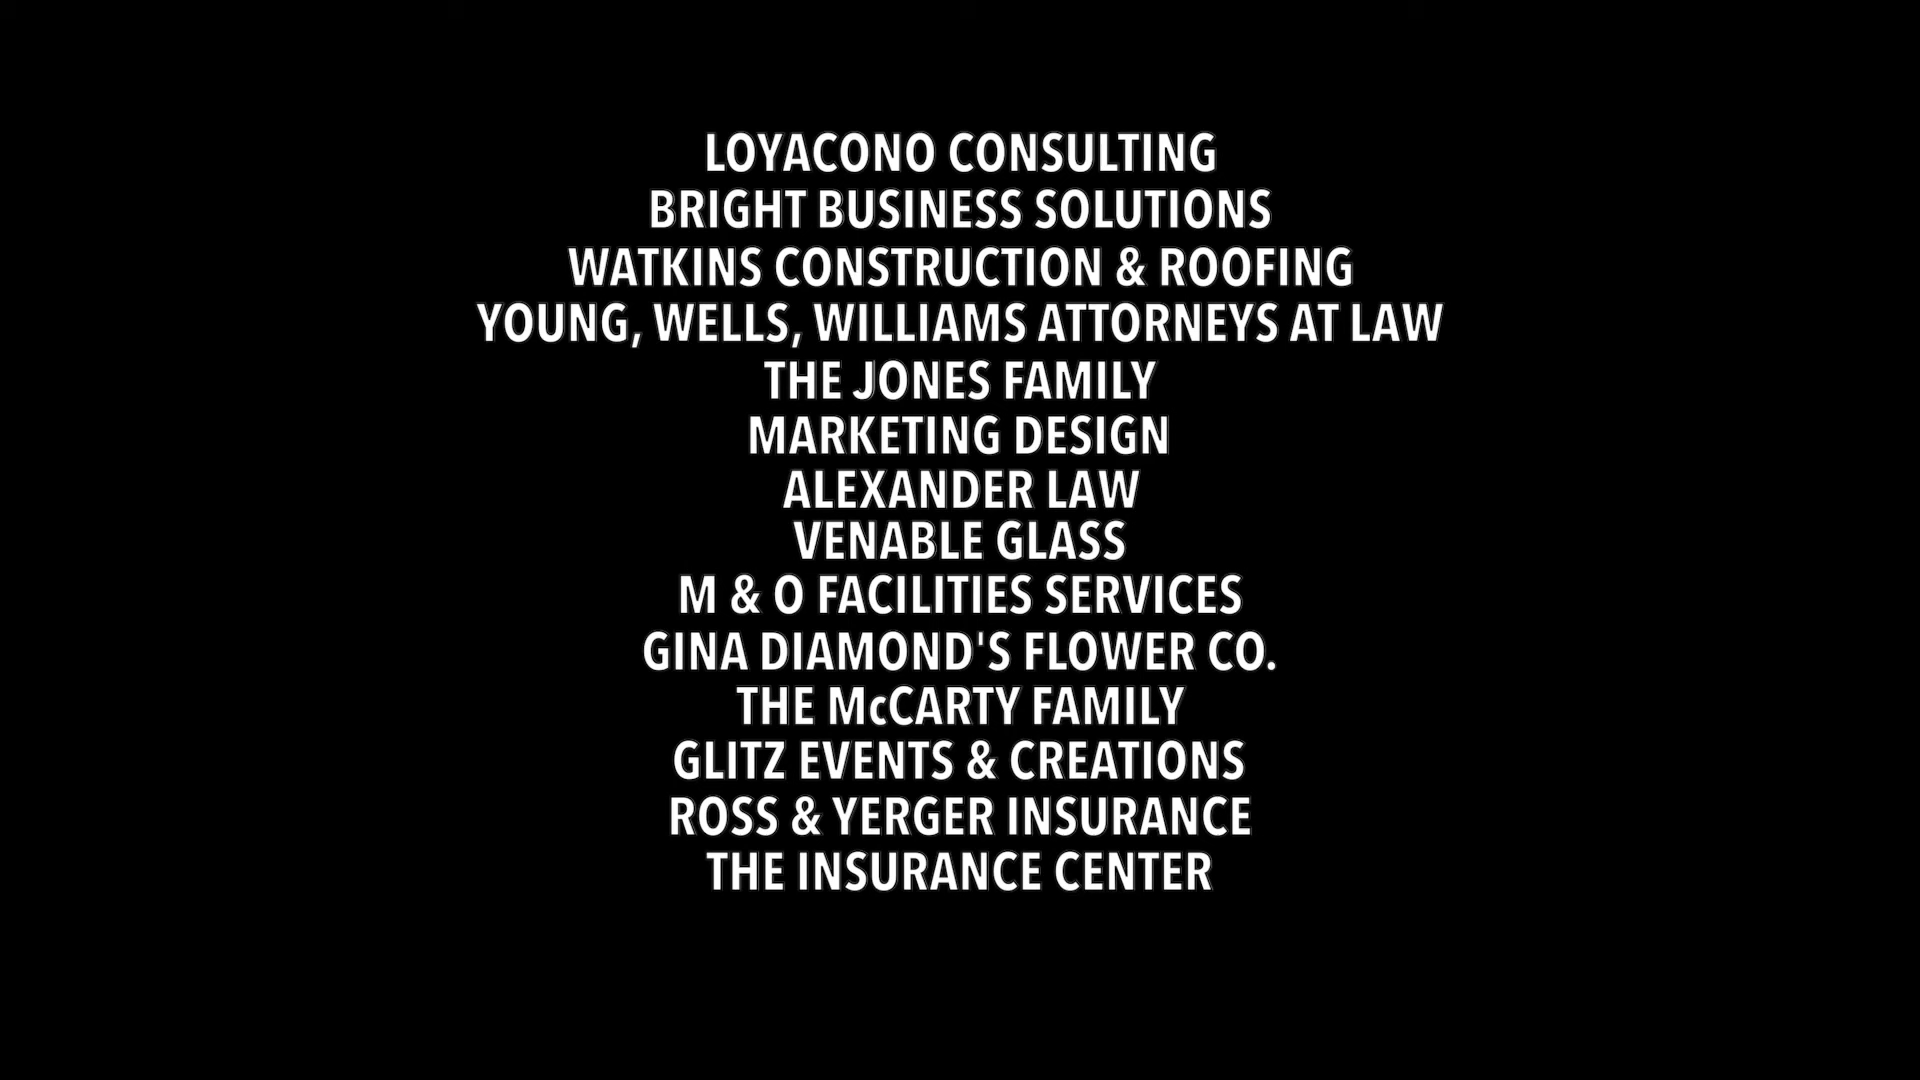 LOYACONO CONSULTING
BRIGHT BUSINESS SOLUTIONS
WATKINS CONSTRUCTION & ROOFING
YOUNG, WELLS, WILLIAMS ATTORNEYS AT LAW
THE JONES FAMILY
MARKETING DESIGN
ALEXANDER LAW
VENABLE GLASS
M & O FACILITIES SERVICES
GINA DIAMOND'S FLOWER CO.
THE McCARTY FAMILY
GLITZ EVENTS & CREATIONS
ROSS & YERGER INSURANCE
THE INSURANCE CENTER